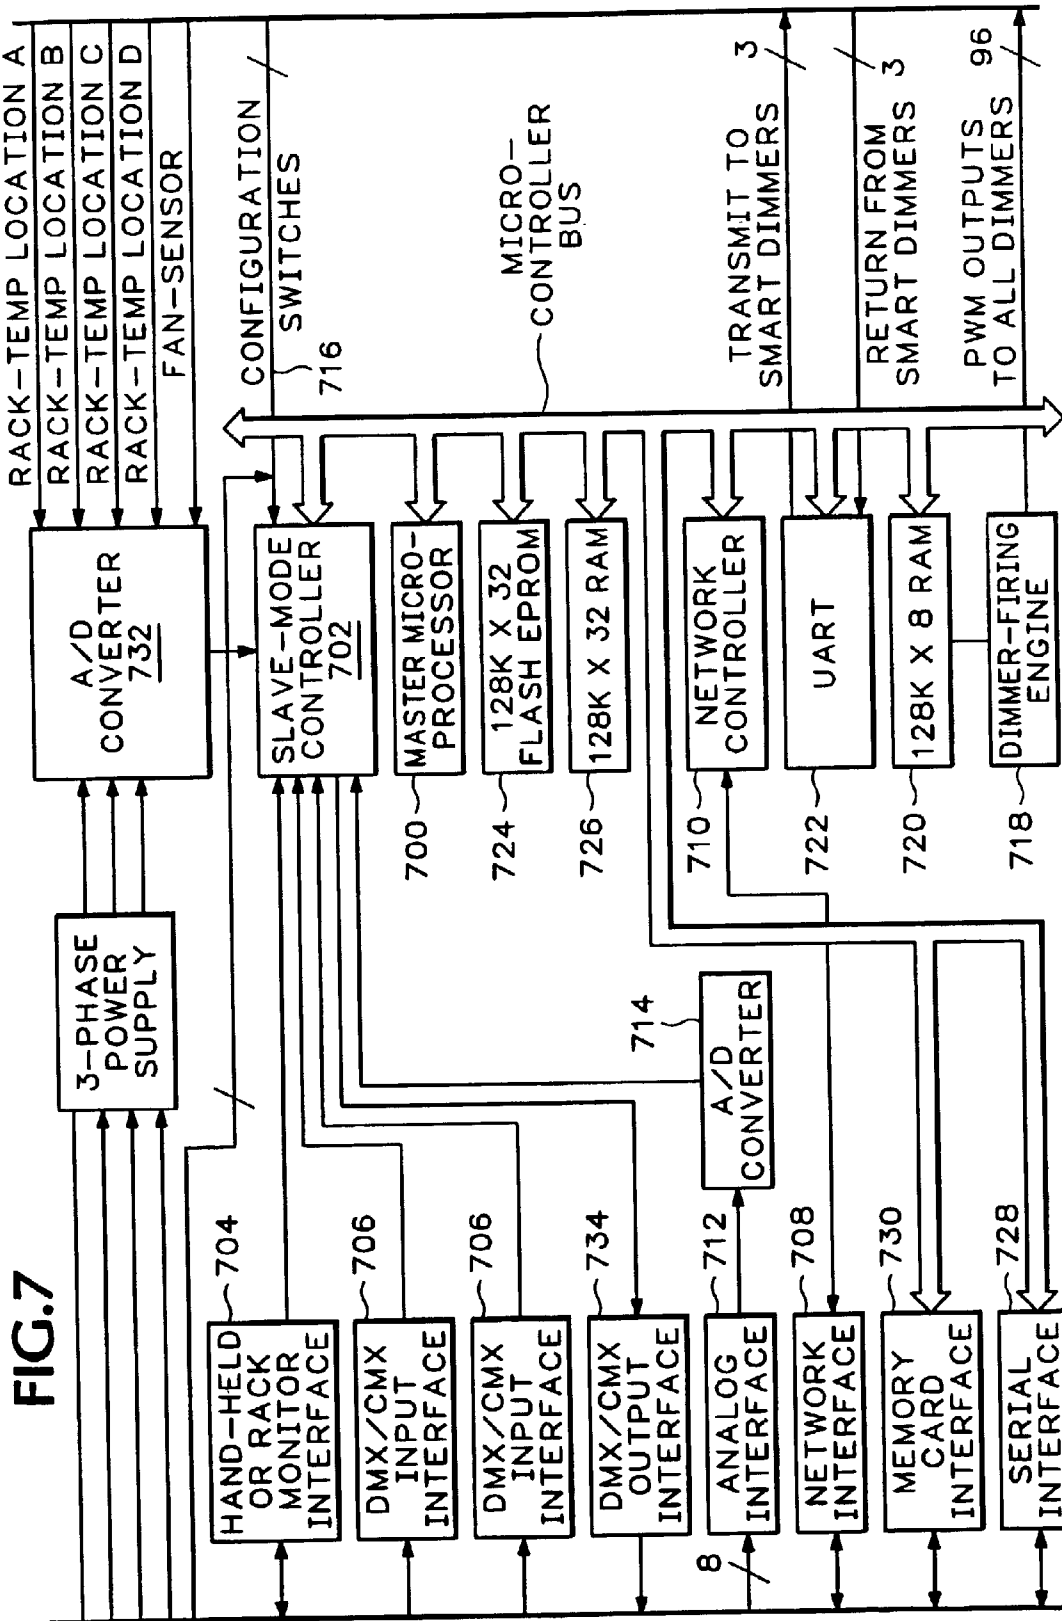 FIG.7
RACK-TEMP LOCATION A
RACK-TEMP LOCATION B
RACK-TEMP LOCATION C
RACK-TEMP LOCATION D
FAN-SENSOR
3-PHASE
POWER
SUPPLY
A/D
CONVERTER
732
CONFIGURATION
SWITCHES
716
HAND-HELD
OR RACK
MONITOR
INTERFACE
704
SLAVE-MODE
CONTROLLER
702
DMX/CMX
INPUT
INTERFACE
706
MASTER MICRO-
PROCESSOR
700
DMX/CMX
INPUT
INTERFACE
706
128K X 32
FLASH EPROM
724
MICRO-
CONTROLLER
BUS
DMX/CMX
OUTPUT
INTERFACE
734
128K X 32 RAM
726
8
ANALOG
INTERFACE
712
A/D
CONVERTER
714
NETWORK
CONTROLLER
710
TRANSMIT TO
SMART DIMMERS
3
NETWORK
INTERFACE
708
UART
722
RETURN FROM
SMART DIMMERS
3
MEMORY
CARD
INTERFACE
730
128K X 8 RAM
720
PWM OUTPUTS
TO ALL DIMMERS
96
SERIAL
INTERFACE
728
DIMMER-FIRING
ENGINE
718